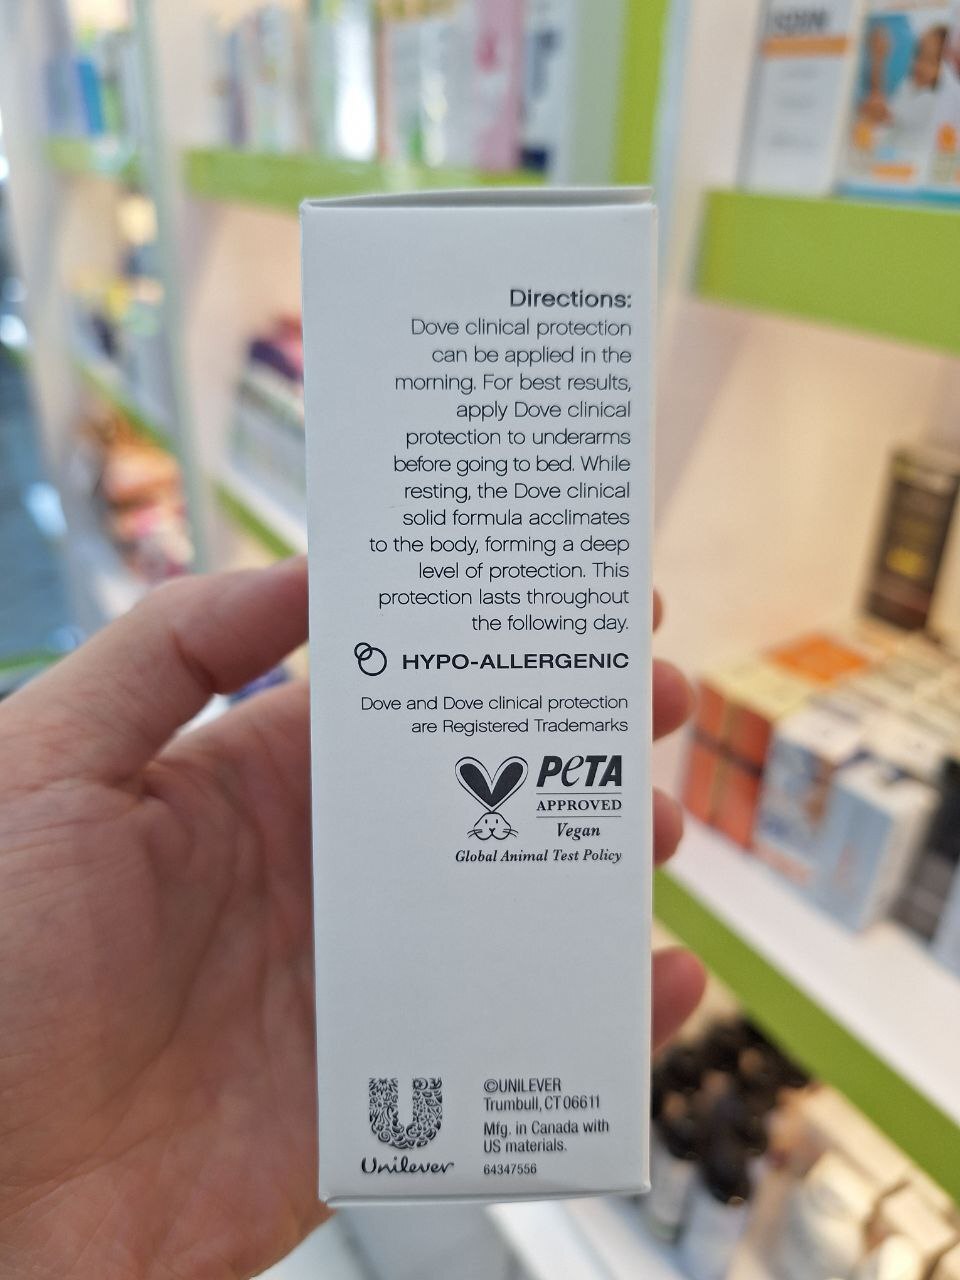 ISDIN
Directions:
Dove clinical protection
can be applied in the
morning. For best results,
apply Dove clinical
protection to underarms
before going to bed. While
resting, the Dove clinical
solid formula acclimates
to the body, forming a deep
level of protection. This
protection lasts throughout
the following day.
HYPO-ALLERGENIC
Dove and Dove clinical protection
are Registered Trademarks
PETA
APPROVED
Vegan
Global Animal Test Policy
U
Unilever
©UNILEVER
Trumbull, CT 06611
Mfg. in Canada with
US materials.
64347556